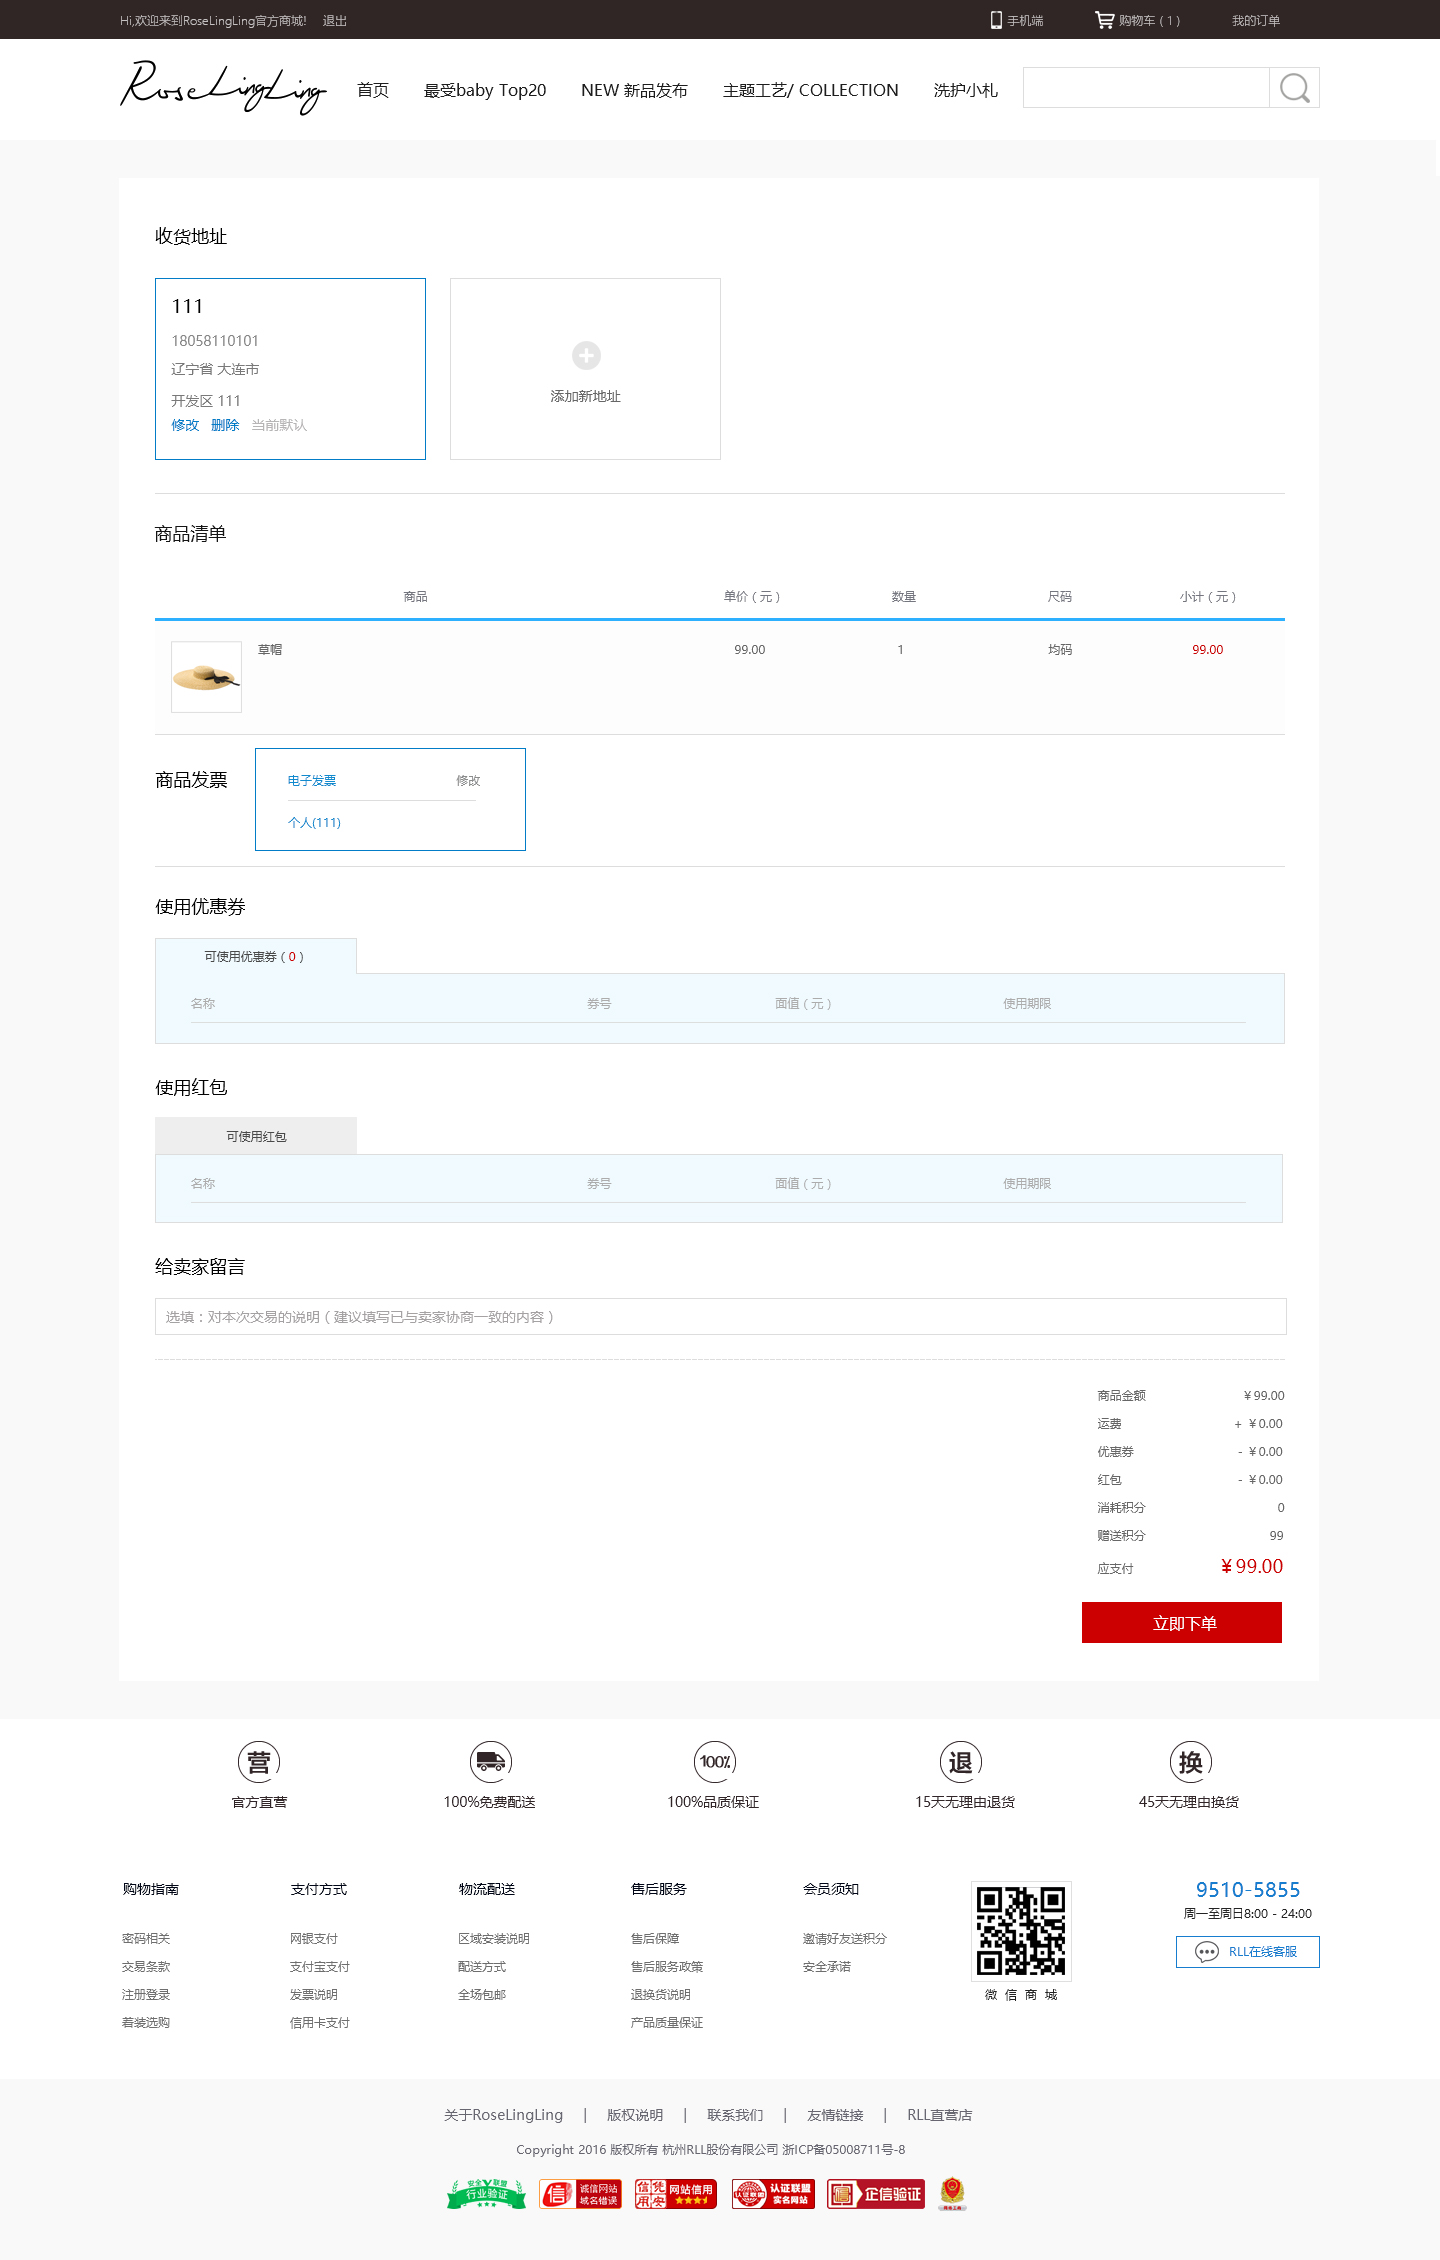 Hi,欢迎来到RoseLingLing官方商城! 退出 手机端 购物车 ( 1 ) 我的订单
RoseLingLing 首页 最受baby Top20 NEW 新品发布 主题工艺/ COLLECTION 洗护小札
收货地址
111
18058110101
辽宁省 大连市
开发区 111
修改 删除 当前默认
添加新地址
商品清单
商品 单价 ( 元 ) 数量 尺码 小计 ( 元 )
草帽 99.00 1 均码 99.00
商品发票
电子发票 修改
个人(111)
使用优惠券
可使用优惠券 ( 0 )
名称 券号 面值 ( 元 ) 使用期限
使用红包
可使用红包
名称 券号 面值 ( 元 ) 使用期限
给卖家留言
选填：对本次交易的说明 ( 建议填写已与卖家协商一致的内容 )
商品金额 ¥ 99.00
运费 + ¥ 0.00
优惠券 - ¥ 0.00
红包 - ¥ 0.00
消耗积分 0
赠送积分 99
应支付 ¥ 99.00
立即下单
营 100% 退 换
官方直营 100%免费配送 100%品质保证 15天无理由退货 45天无理由换货
购物指南 支付方式 物流配送 售后服务 会员须知
密码相关 网银支付 区域安装说明 售后保障 邀请好友送积分
交易条款 支付宝支付 配送方式 售后服务政策 安全承诺
注册登录 发票说明 全场包邮 退换货说明
着装选购 信用卡支付 产品质量保证
微 信 商 城
9510-5855
周一至周日8:00 - 24:00
RLL在线客服
关于RoseLingLing | 版权说明 | 联系我们 | 友情链接 | RLL直营店
Copyright 2016 版权所有 杭州RLL股份有限公司 浙ICP备05008711号-8
安全V联盟
行业验证
信 诚信网站
域名错误
网站信用
认证联盟
实名网站
企信验证